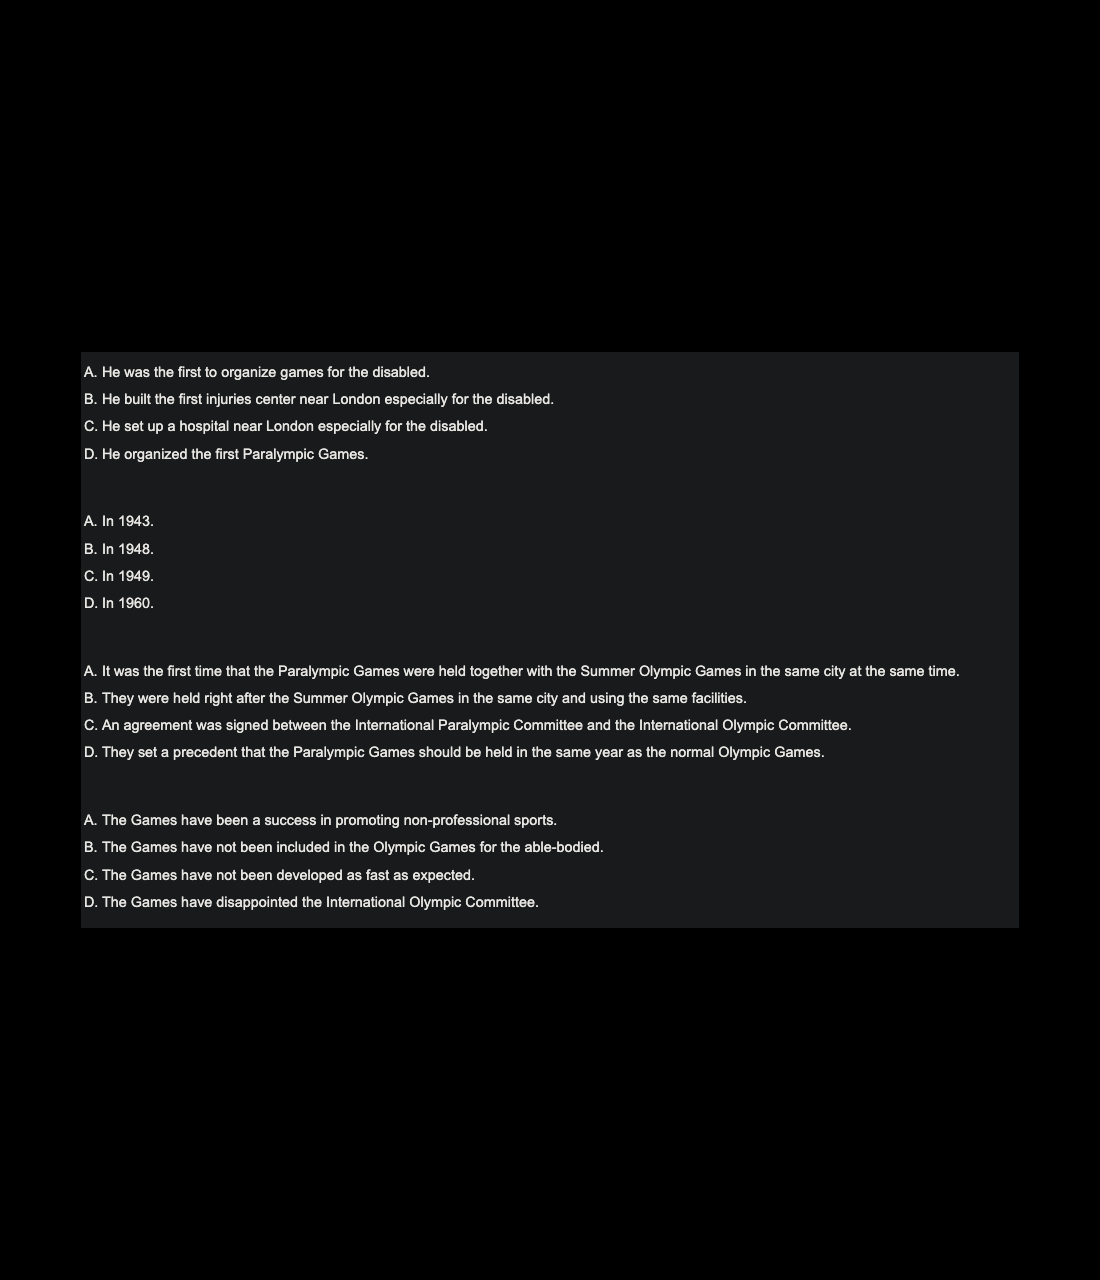 A. He was the first to organize games for the disabled.
B. He built the first injuries center near London especially for the disabled.
C. He set up a hospital near London especially for the disabled.
D. He organized the first Paralympic Games.
A. In 1943.
B. In 1948.
C. In 1949.
D. In 1960.
A. It was the first time that the Paralympic Games were held together with the Summer Olympic Games in the same city at the same time.
B. They were held right after the Summer Olympic Games in the same city and using the same facilities.
C. An agreement was signed between the International Paralympic Committee and the International Olympic Committee.
D. They set a precedent that the Paralympic Games should be held in the same year as the normal Olympic Games.
A. The Games have been a success in promoting non-professional sports.
B. The Games have not been included in the Olympic Games for the able-bodied.
C. The Games have not been developed as fast as expected.
D. The Games have disappointed the International Olympic Committee.